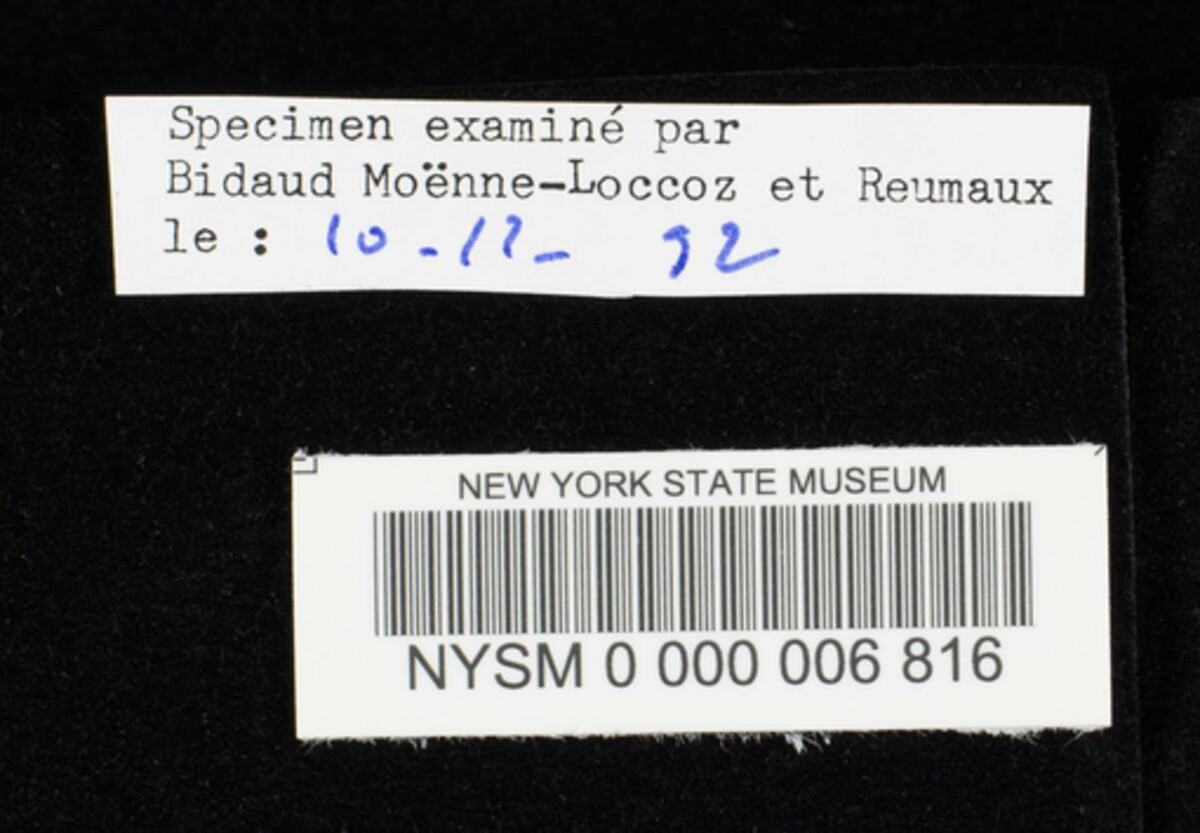 Specimen examiné par
Bidaud Moënne-Loccoz et Reumaux
le : 10 - 12 - 92
NEW YORK STATE MUSEUM
NYSM 0 000 006 816